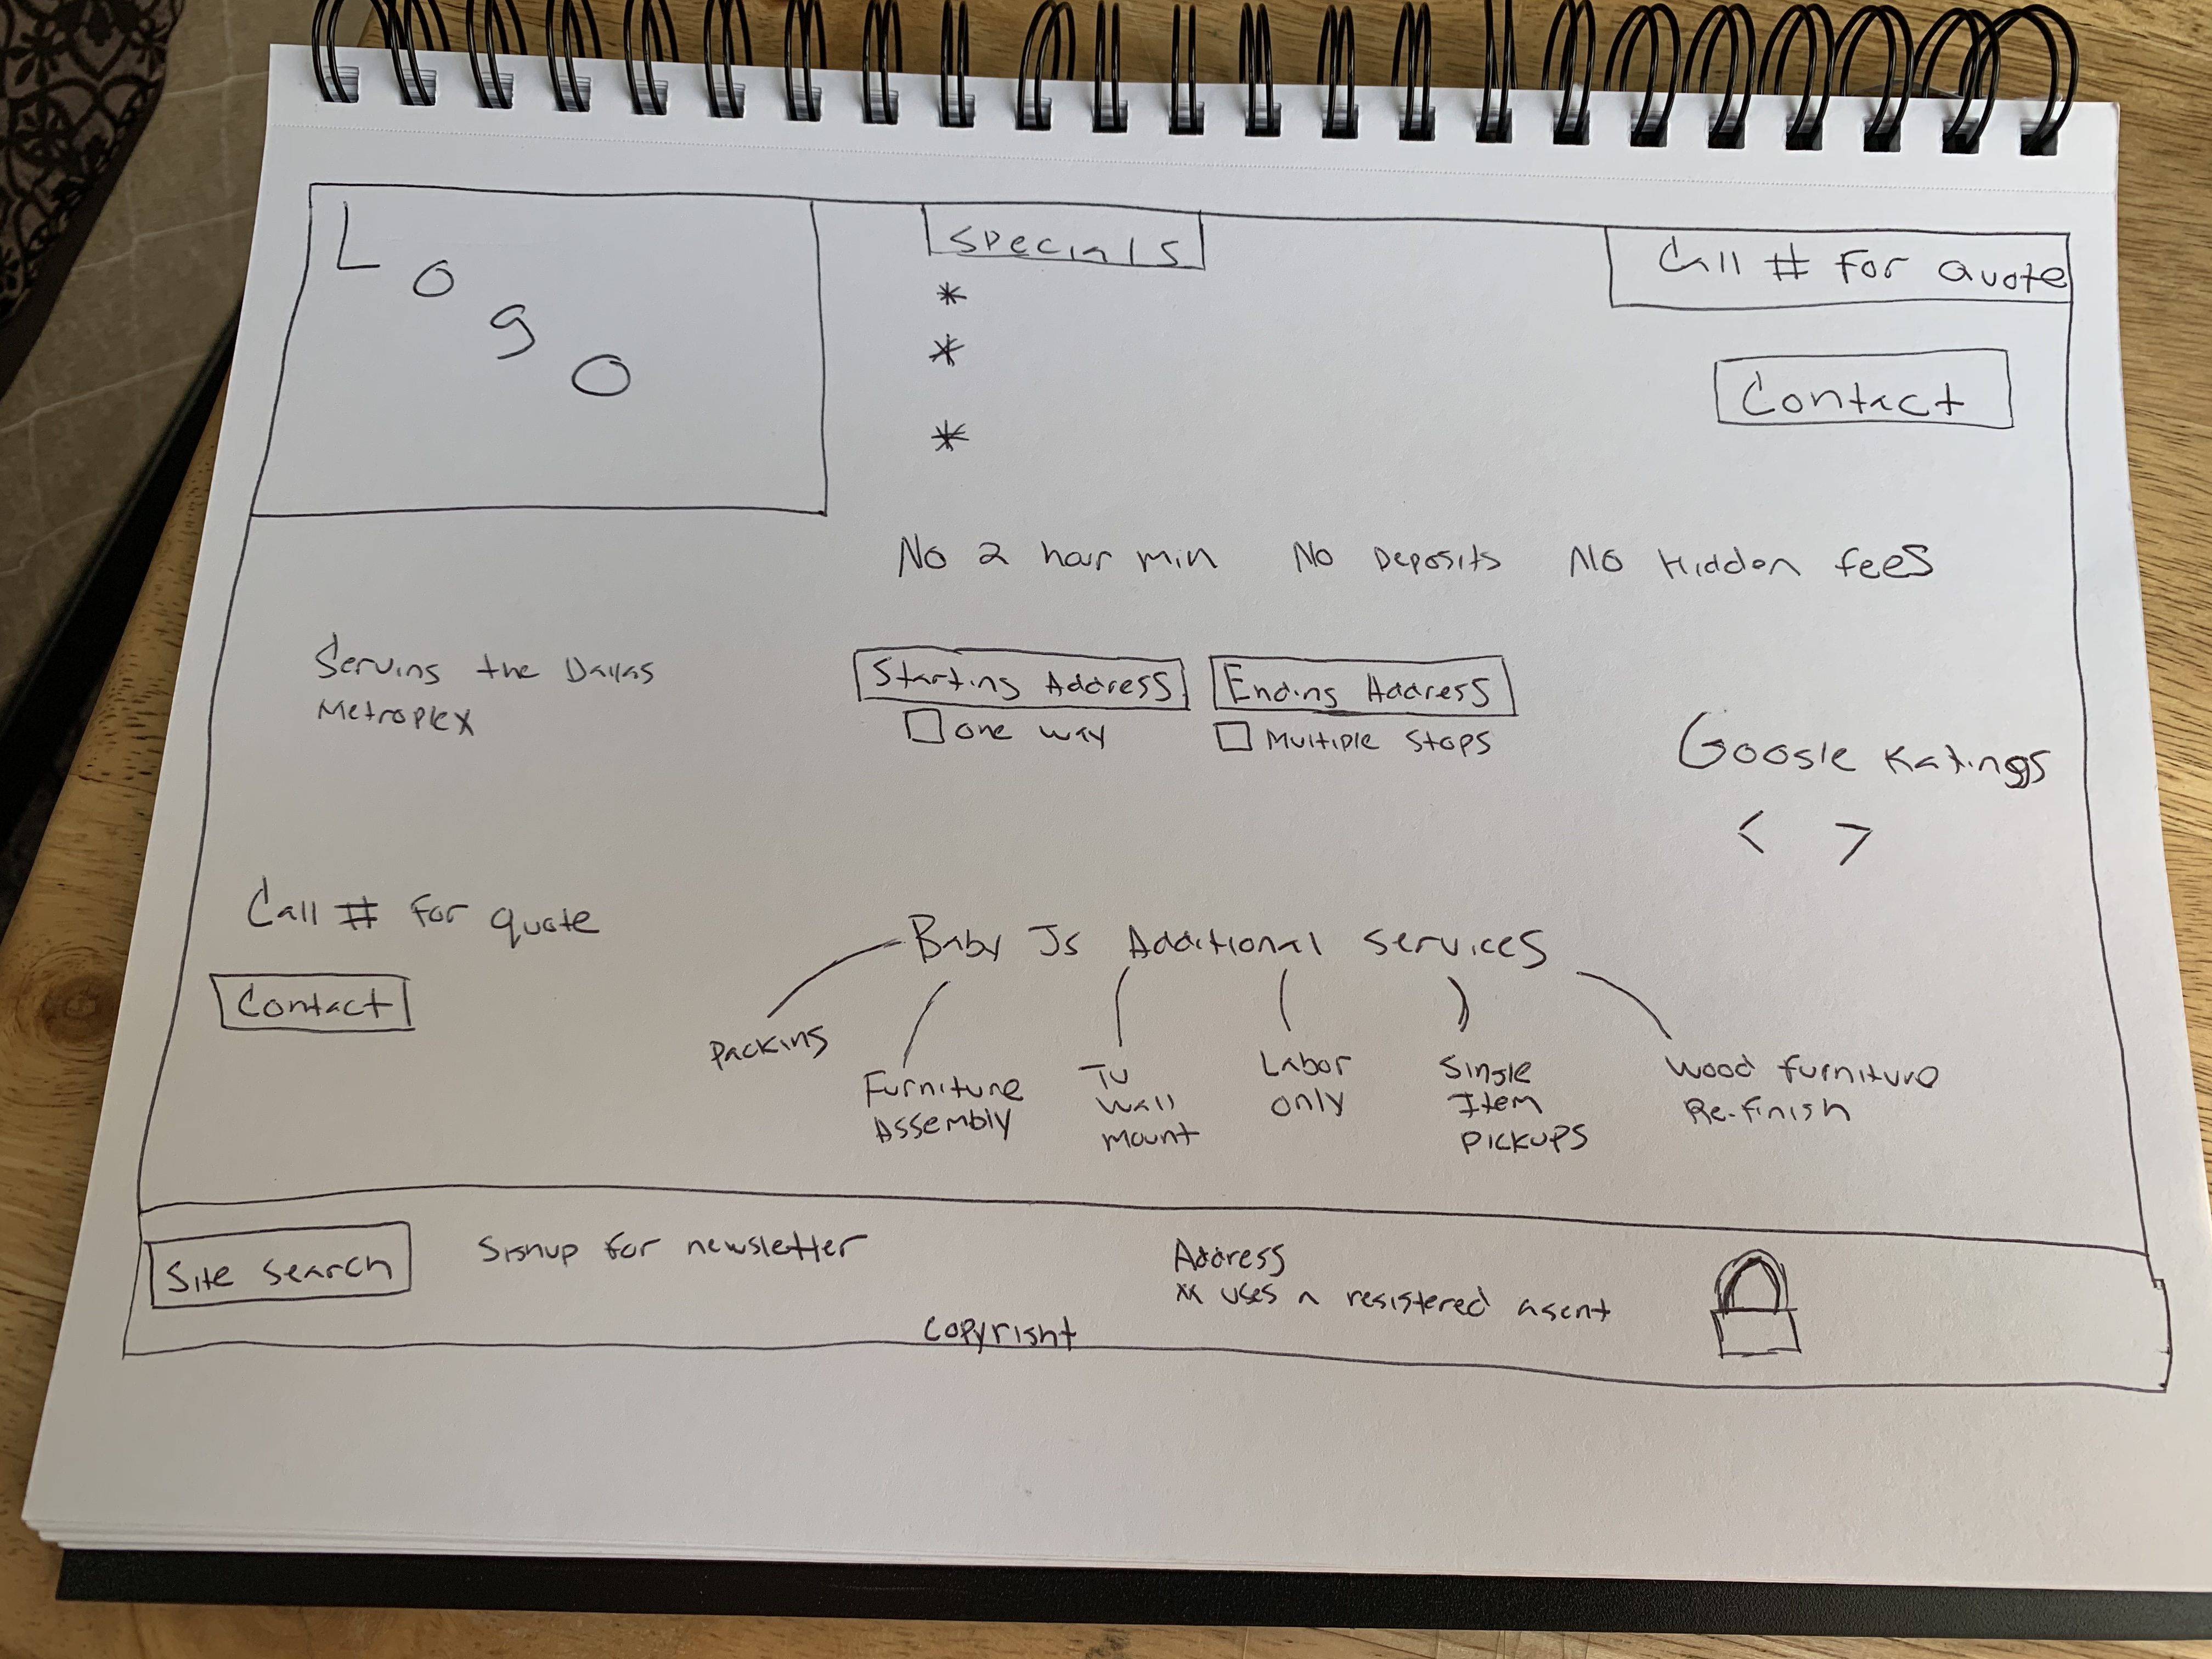 Logo
Specials
*
*
*
Call # For quote
Contact
No 2 hour min No Deposits No Hidden fees
Serving the Dallas
Metroplex
Starting Address Ending Address
One way Multiple Stops
Google Ratings
< >
Call # for quote
Contact
Baby Js Additional Services
Packing
Furniture
Assembly
Tv
Wall
Mount
Labor
Only
Single
Item
Pickups
Wood furniture
Re-finish
Site Search
Signup for newsletter
Address
** uses a registered agent
Copyright